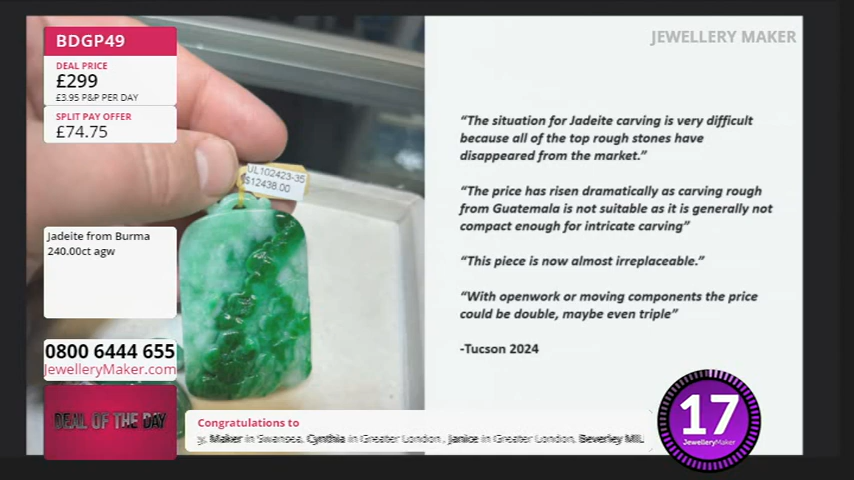 BDGP49
DEAL PRICE
£299
£3.95 P&P PER DAY
SPLIT PAY OFFER
£74.75
JEWELLERY MAKER
UL102423-35
$12438.00
"The situation for Jadeite carving is very difficult
because all of the top rough stones have
disappeared from the market."
"The price has risen dramatically as carving rough
from Guatemala is not suitable as it is generally not
compact enough for intricate carving"
"This piece is now almost irreplaceable."
"With openwork or moving components the price
could be double, maybe even triple"
-Tucson 2024
Jadeite from Burma
240.00ct agw
0800 6444 655
JewelleryMaker.com
DEAL OF THE DAY
Congratulations to
y, Maker in Swansea, Cynthia in Greater London, Janice in Greater London, Beverley
17
JewelleryMaker